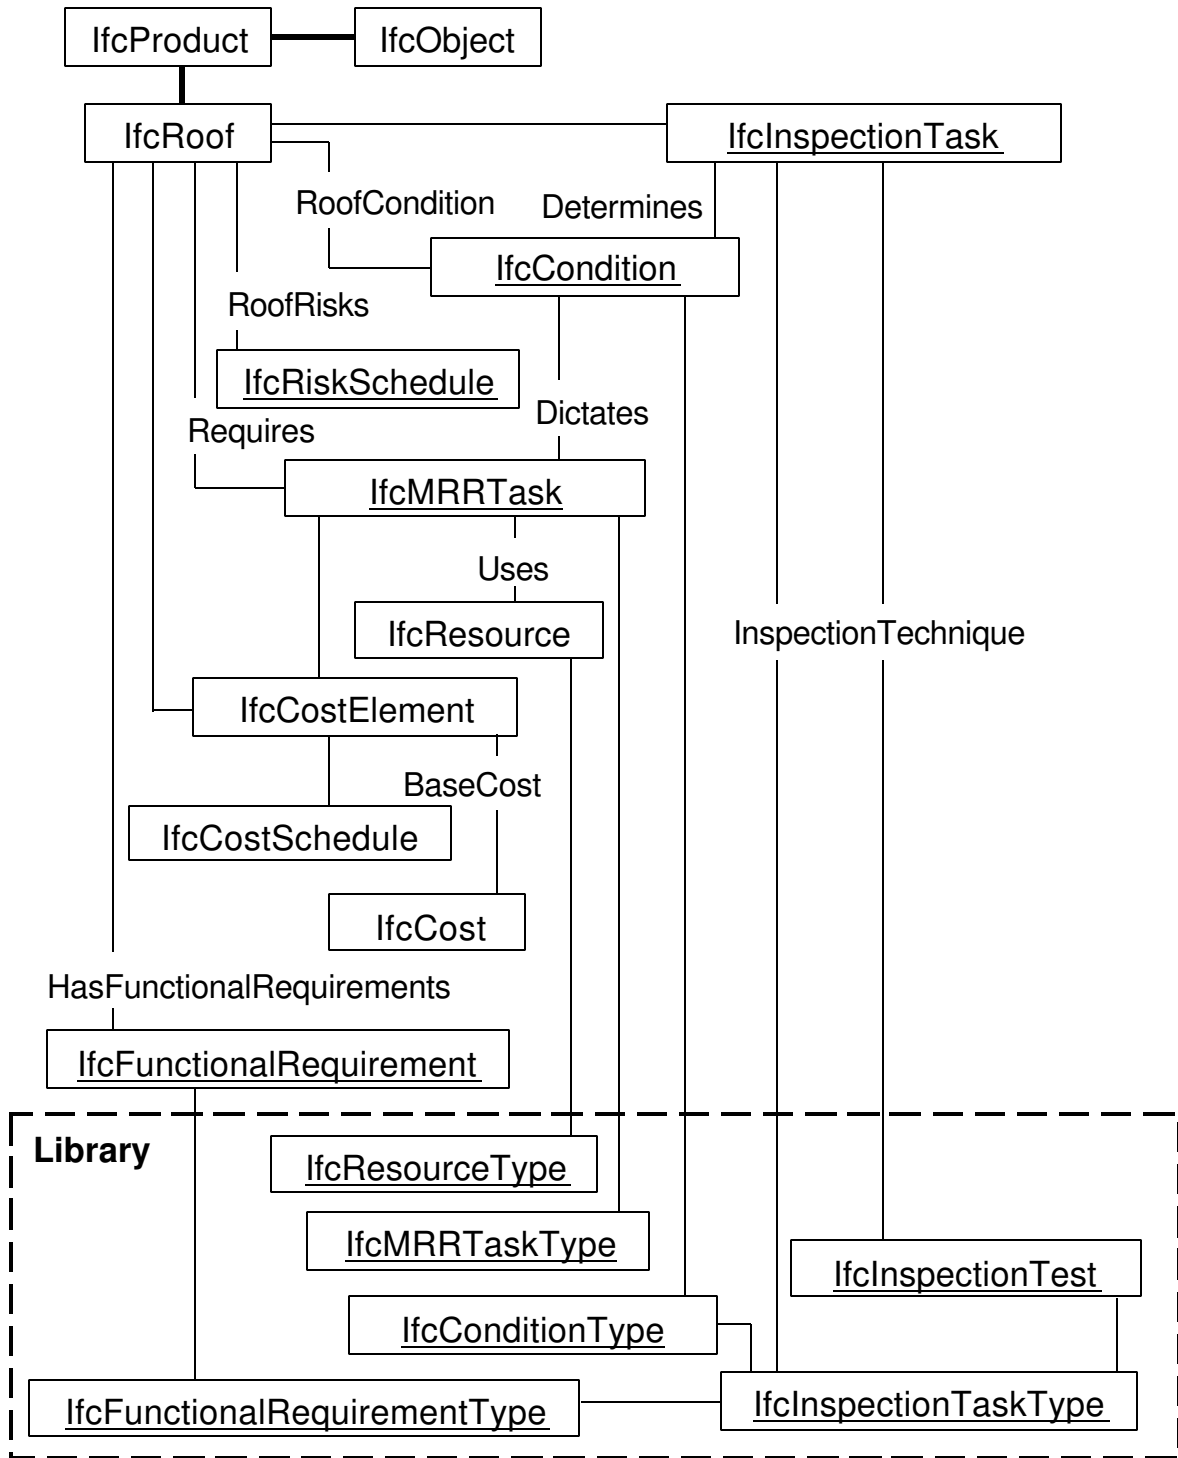 IfcProduct
IfcObject
IfcRoof
IfcInspectionTask
RoofCondition
Determines
IfcCondition
RoofRisks
IfcRiskSchedule
Dictates
Requires
IfcMRRTask
Uses
IfcResource
InspectionTechnique
IfcCostElement
BaseCost
IfcCostSchedule
IfcCost
HasFunctionalRequirements
IfcFunctionalRequirement
Library
IfcResourceType
IfcMRRTaskType
IfcInspectionTest
IfcConditionType
IfcInspectionTaskType
IfcFunctionalRequirementType